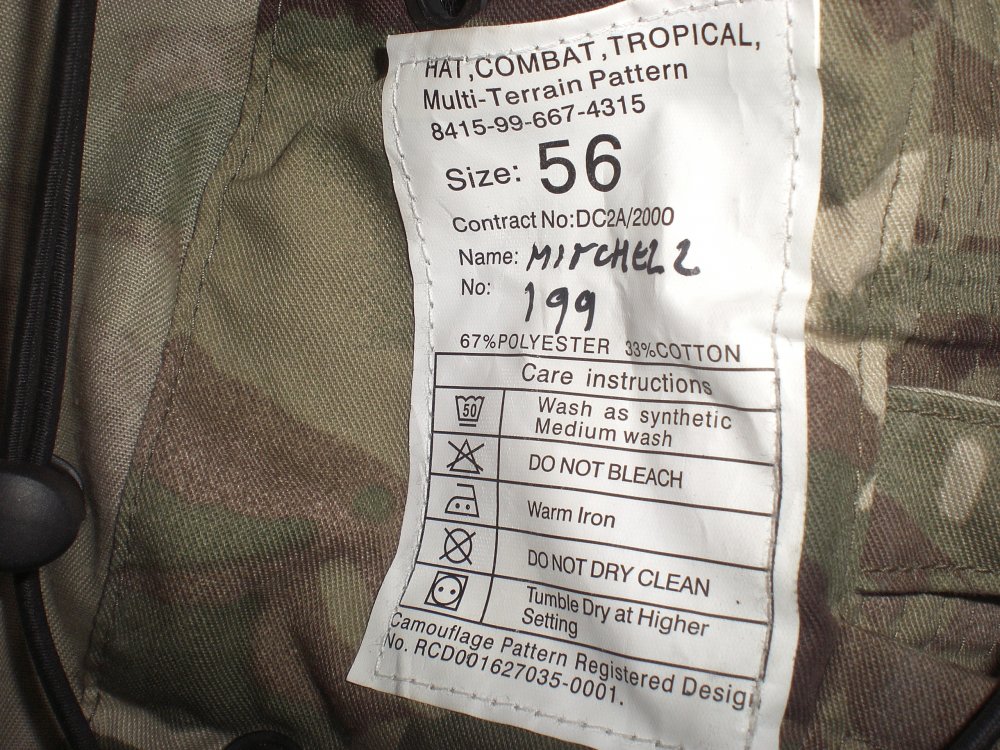 HAT,COMBAT,TROPICAL,
Multi-Terrain Pattern
8415-99-667-4315
Size: 56
Contract No:DC2A/2000
Name: MITCHELL
No: 199
67%POLYESTER 33%COTTON
Care instructions
50
Wash as synthetic
Medium wash
DO NOT BLEACH
Warm Iron
DO NOT DRY CLEAN
Tumble Dry at Higher
Setting
Camouflage Pattern Registered Design
No. RCD001627035-0001.